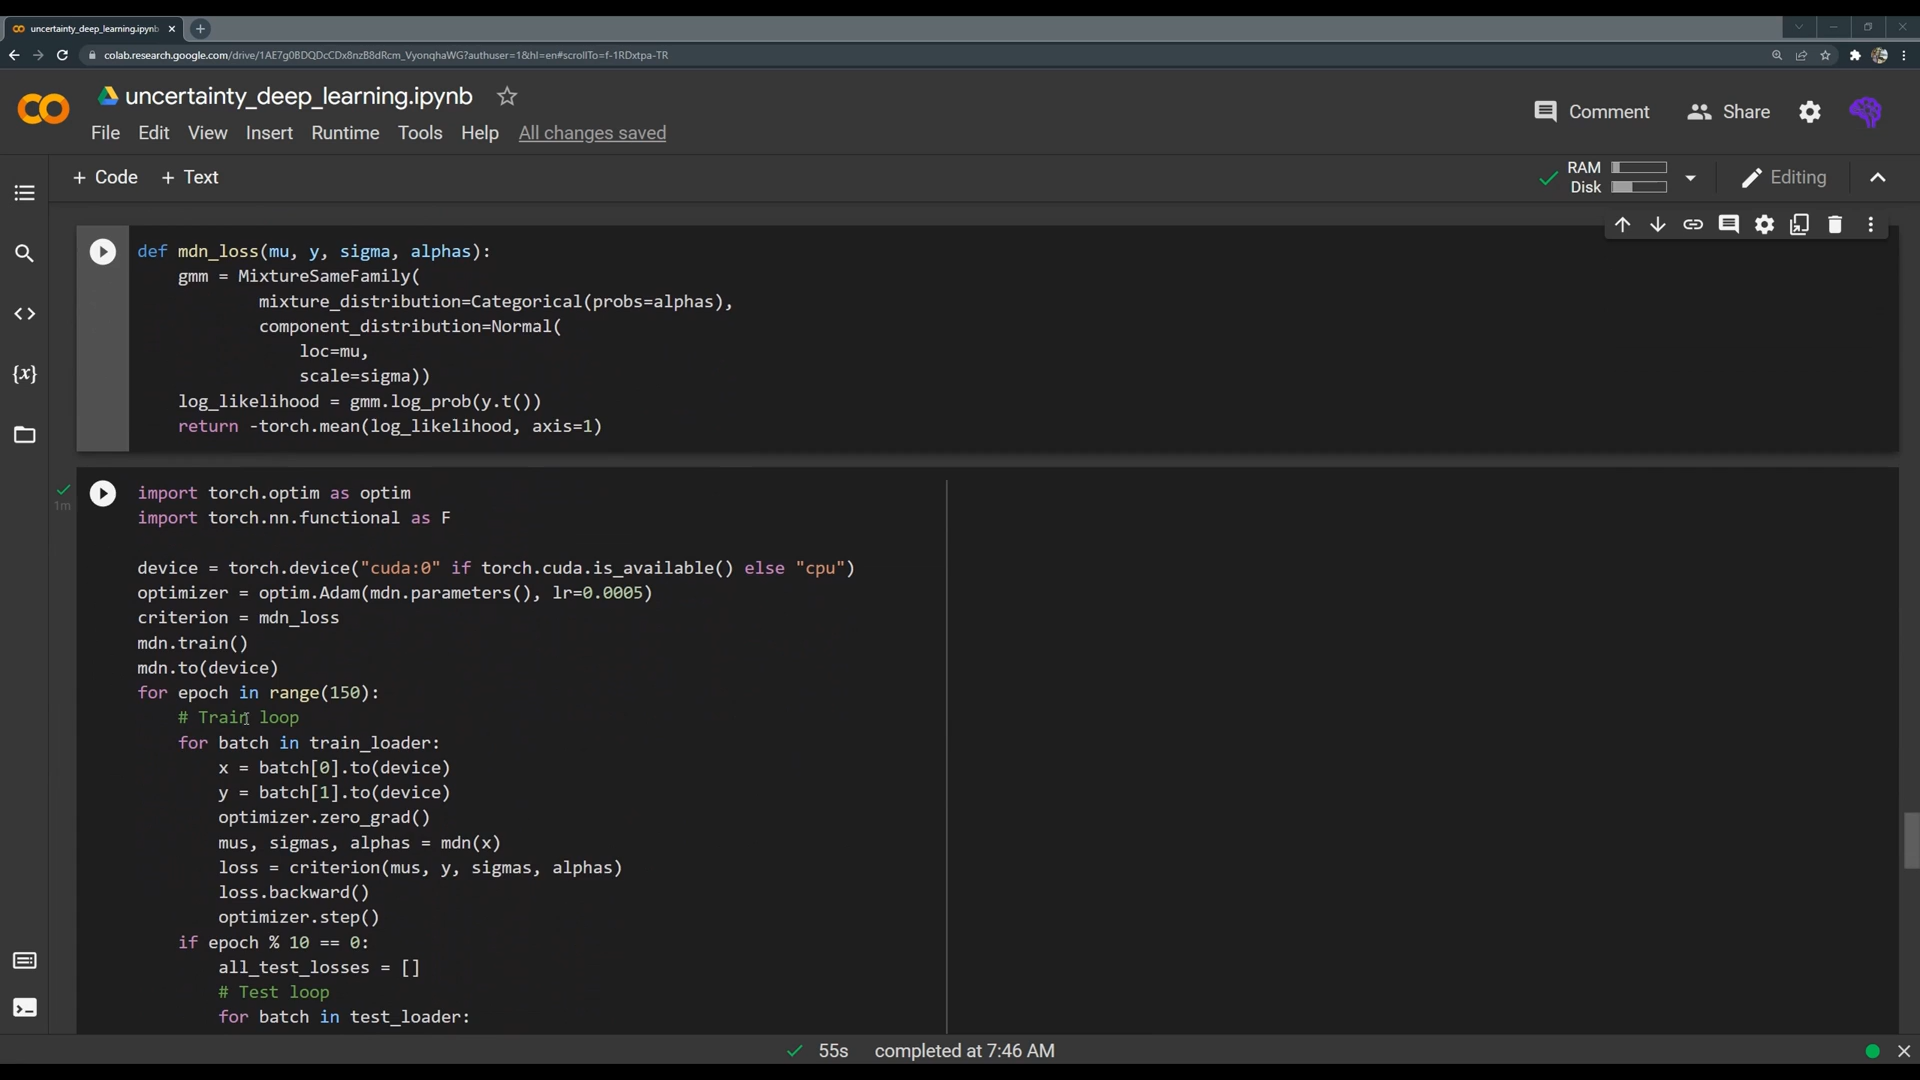 uncertainty_deep_learning.ipynb
colab.research.google.com/drive/1AE7g0BDQDcCDx8nzB8dRcm_VyonqhaWG?authuser=1&hl=en#scrollTo=f-1RDxtpa-TR
uncertainty_deep_learning.ipynb
Comment
Share
File Edit View Insert Runtime Tools Help All changes saved
+ Code + Text
RAM
Disk
Editing
def mdn_loss(mu, y, sigma, alphas):
    gmm = MixtureSameFamily(
            mixture_distribution=Categorical(probs=alphas),
            component_distribution=Normal(
                loc=mu,
                scale=sigma))
    log_likelihood = gmm.log_prob(y.t())
    return -torch.mean(log_likelihood, axis=1)
1m
import torch.optim as optim
import torch.nn.functional as F
device = torch.device("cuda:0" if torch.cuda.is_available() else "cpu")
optimizer = optim.Adam(mdn.parameters(), lr=0.0005)
criterion = mdn_loss
mdn.train()
mdn.to(device)
for epoch in range(150):
    # Train loop
    for batch in train_loader:
        x = batch[0].to(device)
        y = batch[1].to(device)
        optimizer.zero_grad()
        mus, sigmas, alphas = mdn(x)
        loss = criterion(mus, y, sigmas, alphas)
        loss.backward()
        optimizer.step()
    if epoch % 10 == 0:
        all_test_losses = []
        # Test loop
        for batch in test_loader:
55s completed at 7:46 AM